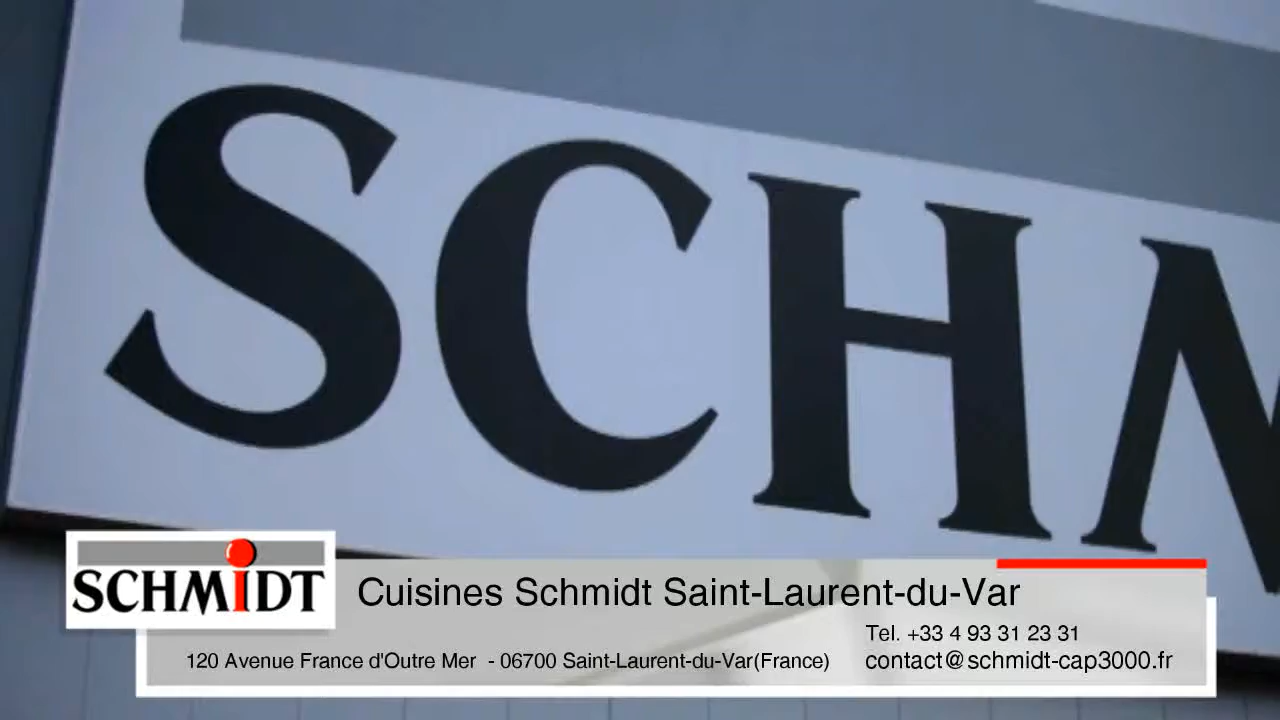 SCHM
SCHMIDT
Cuisines Schmidt Saint-Laurent-du-Var
Tel. +33 4 93 31 23 31
120 Avenue France d'Outre Mer - 06700 Saint-Laurent-du-Var(France)
contact@schmidt-cap3000.fr